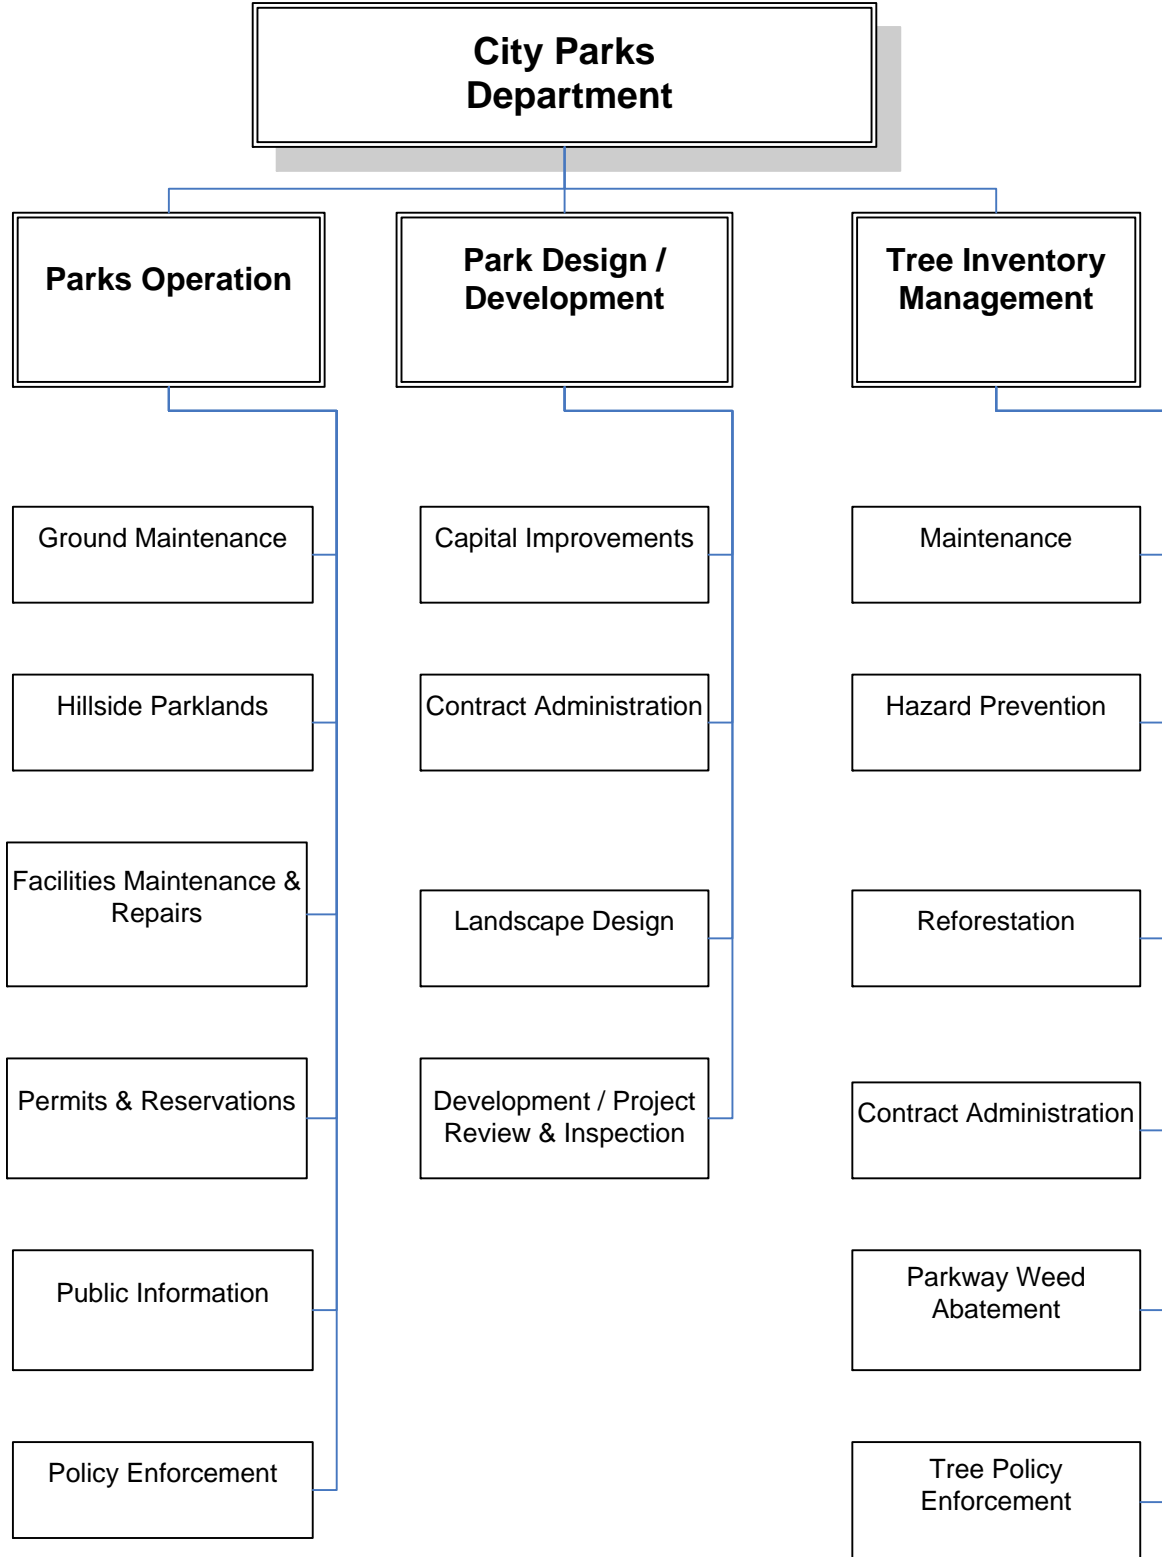 City Parks
Department
Parks Operation
Park Design /
Development
Tree Inventory
Management
Ground Maintenance
Capital Improvements
Maintenance
Hillside Parklands
Contract Administration
Hazard Prevention
Facilities Maintenance &
Repairs
Landscape Design
Reforestation
Permits & Reservations
Development / Project
Review & Inspection
Contract Administration
Public Information
Parkway Weed
Abatement
Policy Enforcement
Tree Policy
Enforcement